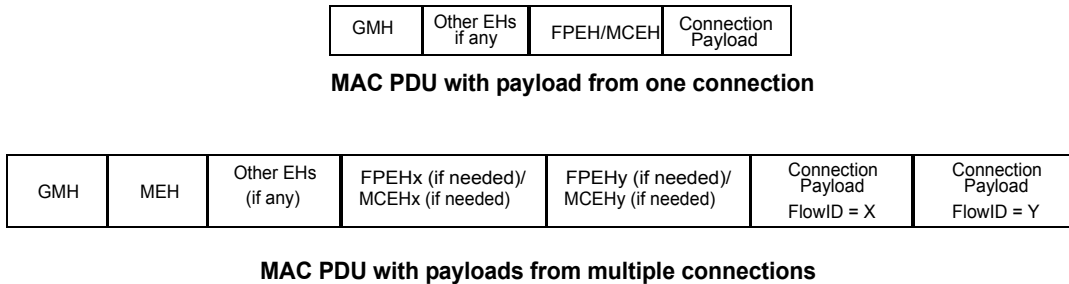 GMH
Other EHs
if any
FPEH/MCEH
Connection
Payload
MAC PDU with payload from one connection
GMH
MEH
Other EHs
(if any)
FPEHx (if needed)/
MCEHx (if needed)
FPEHy (if needed)/
MCEHy (if needed)
Connection
Payload
FlowID = X
Connection
Payload
FlowID = Y
MAC PDU with payloads from multiple connections